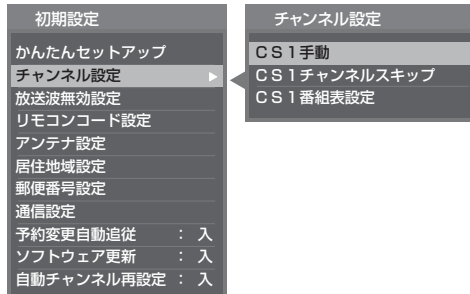 初期設定
かんたんセットアップ
チャンネル設定
放送波無効設定
リモコンコード設定
アンテナ設定
居住地域設定
郵便番号設定
通信設定
予約変更自動追従 ： 入
ソフトウェア更新 ： 入
自動チャンネル再設定 ： 入
チャンネル設定
ＣＳ１手動
ＣＳ１チャンネルスキップ
ＣＳ１番組表設定